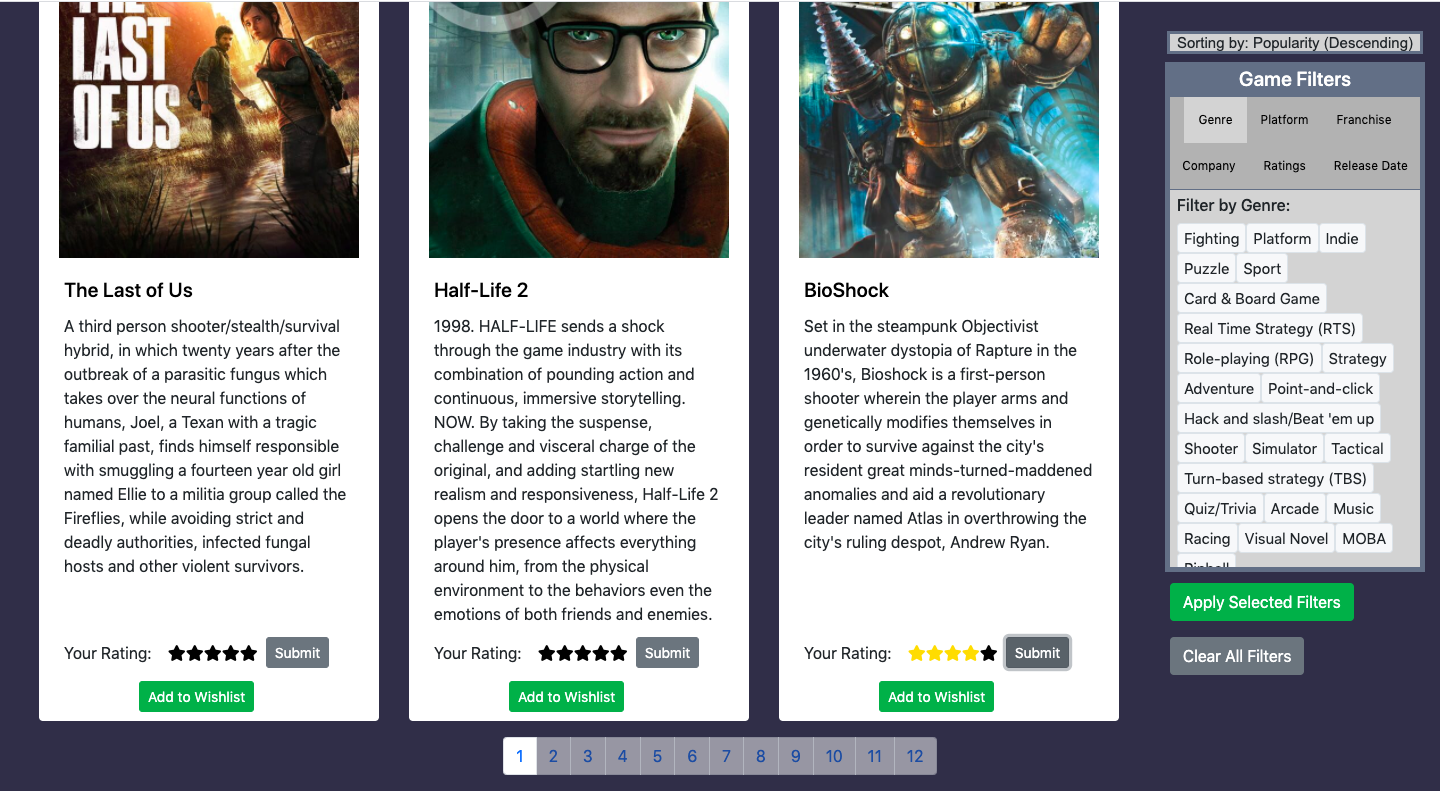 THE
LAST
OF US
The Last of Us
A third person shooter/stealth/survival
hybrid, in which twenty years after the
outbreak of a parasitic fungus which
takes over the neural functions of
humans, Joel, a Texan with a tragic
familial past, finds himself responsible
with smuggling a fourteen year old girl
named Ellie to a militia group called the
Fireflies, while avoiding strict and
deadly authorities, infected fungal
hosts and other violent survivors.
Your Rating:
Submit
Add to Wishlist
Half-Life 2
1998. HALF-LIFE sends a shock
through the game industry with its
combination of pounding action and
continuous, immersive storytelling.
NOW. By taking the suspense,
challenge and visceral charge of the
original, and adding startling new
realism and responsiveness, Half-Life 2
opens the door to a world where the
player's presence affects everything
around him, from the physical
environment to the behaviors even the
emotions of both friends and enemies.
Your Rating:
Submit
Add to Wishlist
BioShock
Set in the steampunk Objectivist
underwater dystopia of Rapture in the
1960's, Bioshock is a first-person
shooter wherein the player arms and
genetically modifies themselves in
order to survive against the city's
resident great minds-turned-maddened
anomalies and aid a revolutionary
leader named Atlas in overthrowing the
city's ruling despot, Andrew Ryan.
Your Rating:
Submit
Add to Wishlist
1 2 3 4 5 6 7 8 9 10 11 12
Sorting by: Popularity (Descending)
Game Filters
Genre Platform Franchise
Company Ratings Release Date
Filter by Genre:
Fighting Platform Indie
Puzzle Sport
Card & Board Game
Real Time Strategy (RTS)
Role-playing (RPG) Strategy
Adventure Point-and-click
Hack and slash/Beat 'em up
Shooter Simulator Tactical
Turn-based strategy (TBS)
Quiz/Trivia Arcade Music
Racing Visual Novel MOBA
Pinball
Apply Selected Filters
Clear All Filters